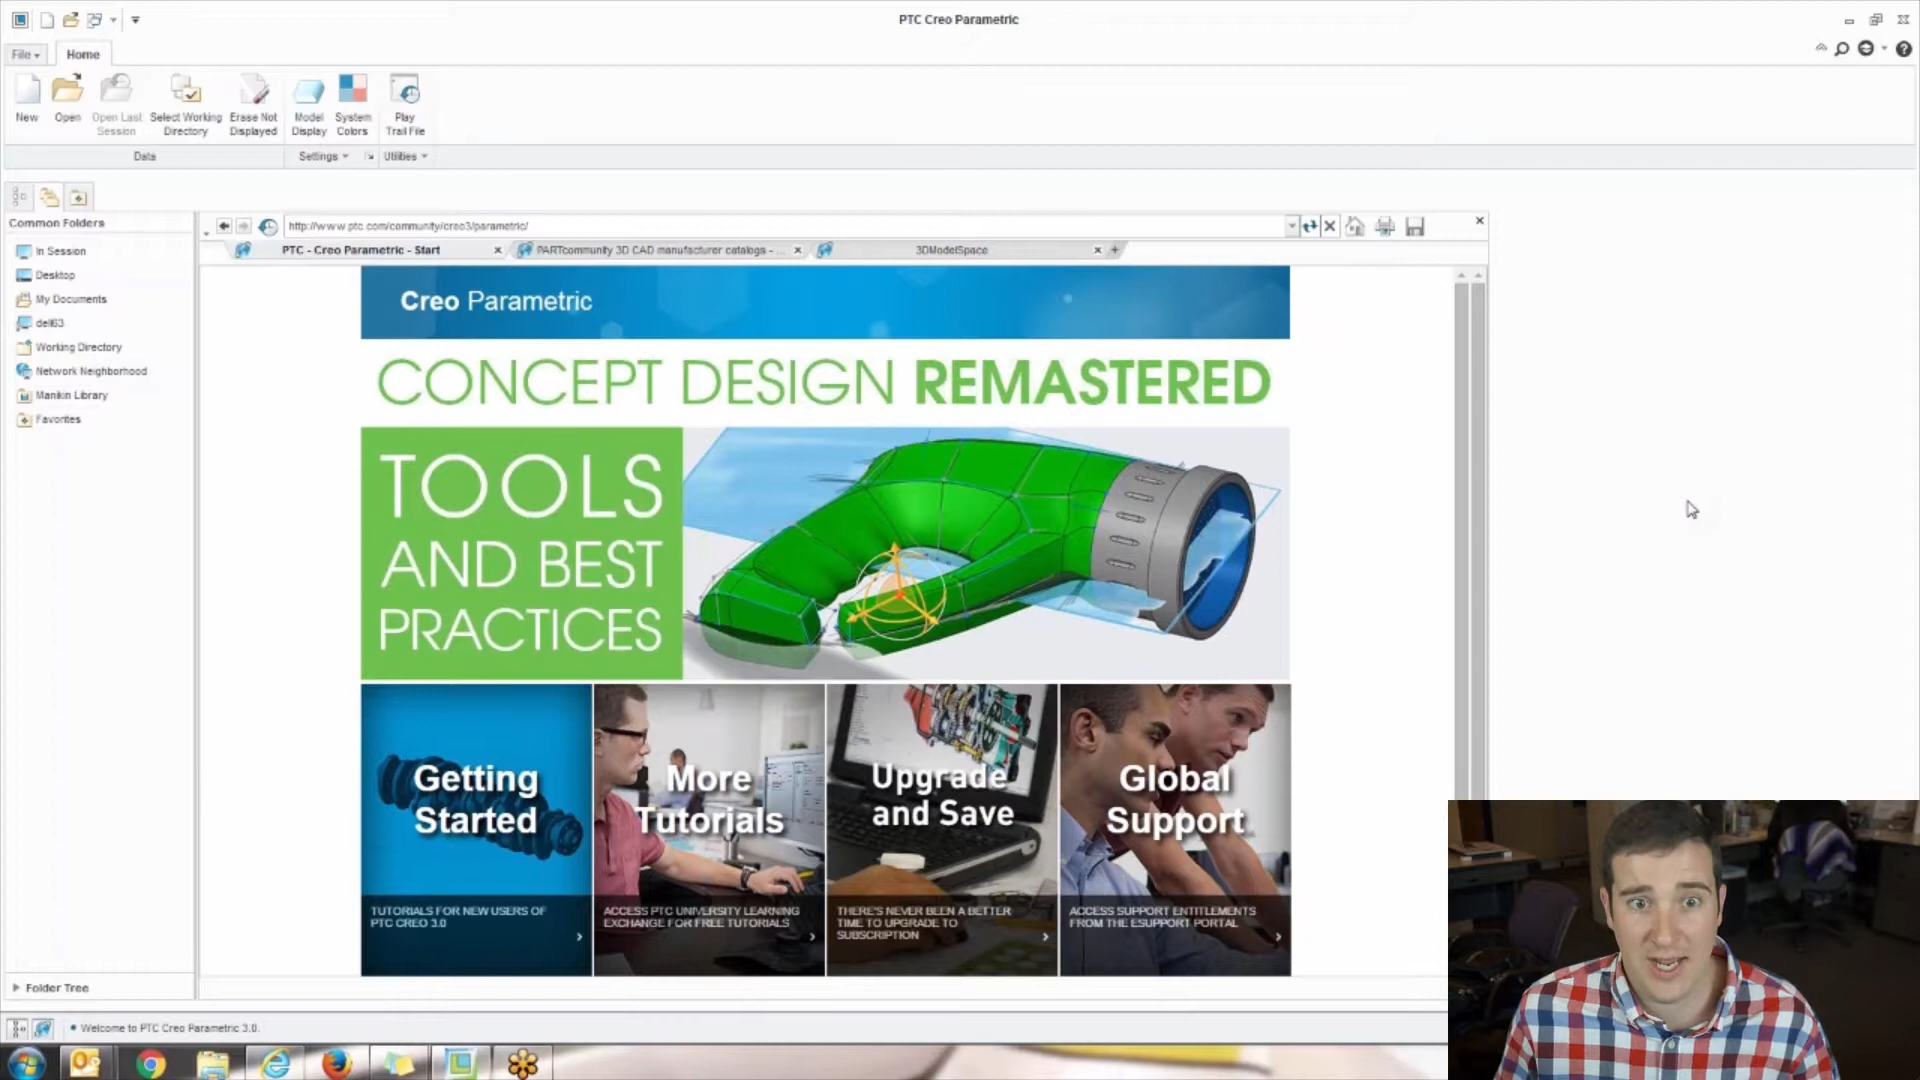 PTC Creo Parametric
File
Home
New
Open
Open Last
Session
Select Working
Directory
Erase Not
Displayed
Model
Display
System
Colors
Play
Trail File
Data
Settings
Utilities
Common Folders
In Session
Desktop
My Documents
dell63
Working Directory
Network Neighborhood
Manikin Library
Favorites
Folder Tree
http://www.ptc.com/community/creo3/parametric/
PTC - Creo Parametric - Start
PARTcommunity 3D CAD manufacturer catalogs - ...
3DModelSpace
Creo Parametric
CONCEPT DESIGN REMASTERED
TOOLS
AND BEST
PRACTICES
Getting
Started
TUTORIALS FOR NEW USERS OF
PTC CREO 3.0
More
Tutorials
ACCESS PTC UNIVERSITY LEARNING
EXCHANGE FOR FREE TUTORIALS
Upgrade
and Save
THERE'S NEVER BEEN A BETTER
TIME TO UPGRADE TO
SUBSCRIPTION
Global
Support
ACCESS SUPPORT ENTITLEMENTS
FROM THE ESUPPORT PORTAL
Welcome to PTC Creo Parametric 3.0.